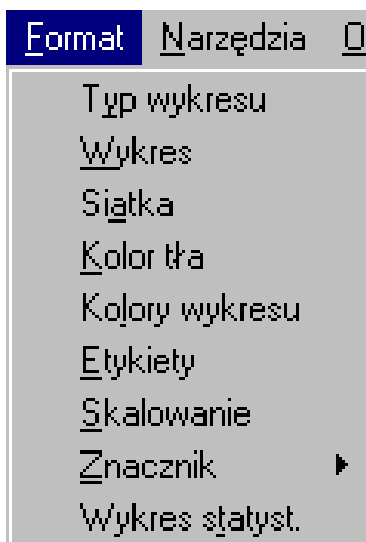 Format Narzędzia O
Typ wykresu
Wykres
Siatka
Kolor tła
Kolory wykresu
Etykiety
Skalowanie
Znacznik
Wykres statyst.